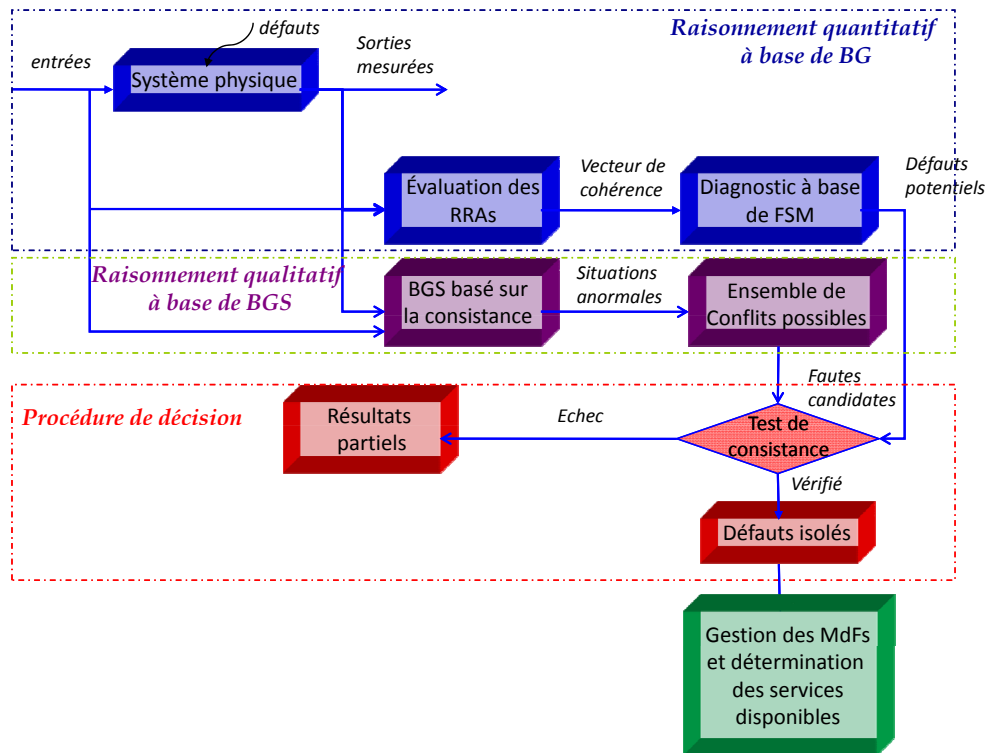 Raisonnement quantitatif
à base de BG
défauts
entrées
Sorties
mesurées
Système physique
Évaluation des
RRAs
Vecteur de
cohérence
Diagnostic à base
de FSM
Défauts
potentiels
Raisonnement qualitatif
à base de BGS
BGS basé sur
la consistance
Situations
anormales
Ensemble de
Conflits possibles
Procédure de décision
Résultats
partiels
Echec
Fautes
candidates
Test de
consistance
Vérifié
Défauts isolés
Gestion des MdFs
et détermination
des services
disponibles